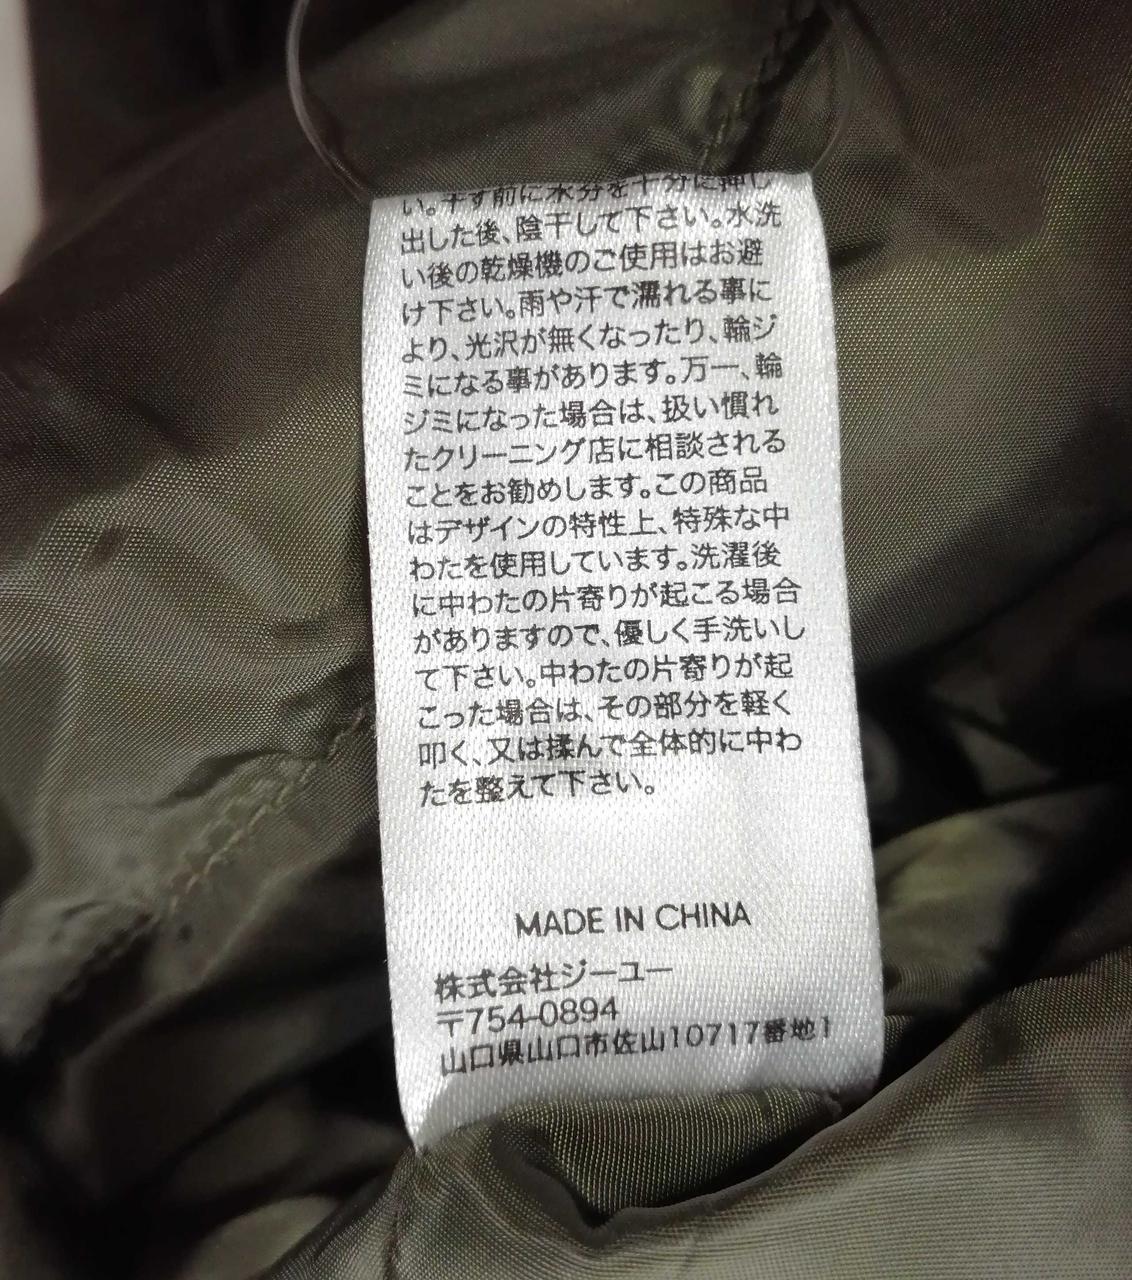 い。干す前に水分を十分に押し
出した後、陰干して下さい。水洗
い後の乾燥機のご使用はお避
け下さい。雨や汗で濡れる事に
より、光沢が無くなったり、輪ジ
ミになる事があります。万一、輪
ジミになった場合は、扱い慣れ
たクリーニング店に相談される
ことをお勧めします。この商品
はデザインの特性上、特殊な中
わたを使用しています。洗濯後
に中わたの片寄りが起こる場合
がありますので、優しく手洗いし
て下さい。中わたの片寄りが起
こった場合は、その部分を軽く
叩く、又は揉んで全体的に中わ
たを整えて下さい。
MADE IN CHINA
株式会社ジーユー
〒754-0894
山口県山口市佐山10717番地1